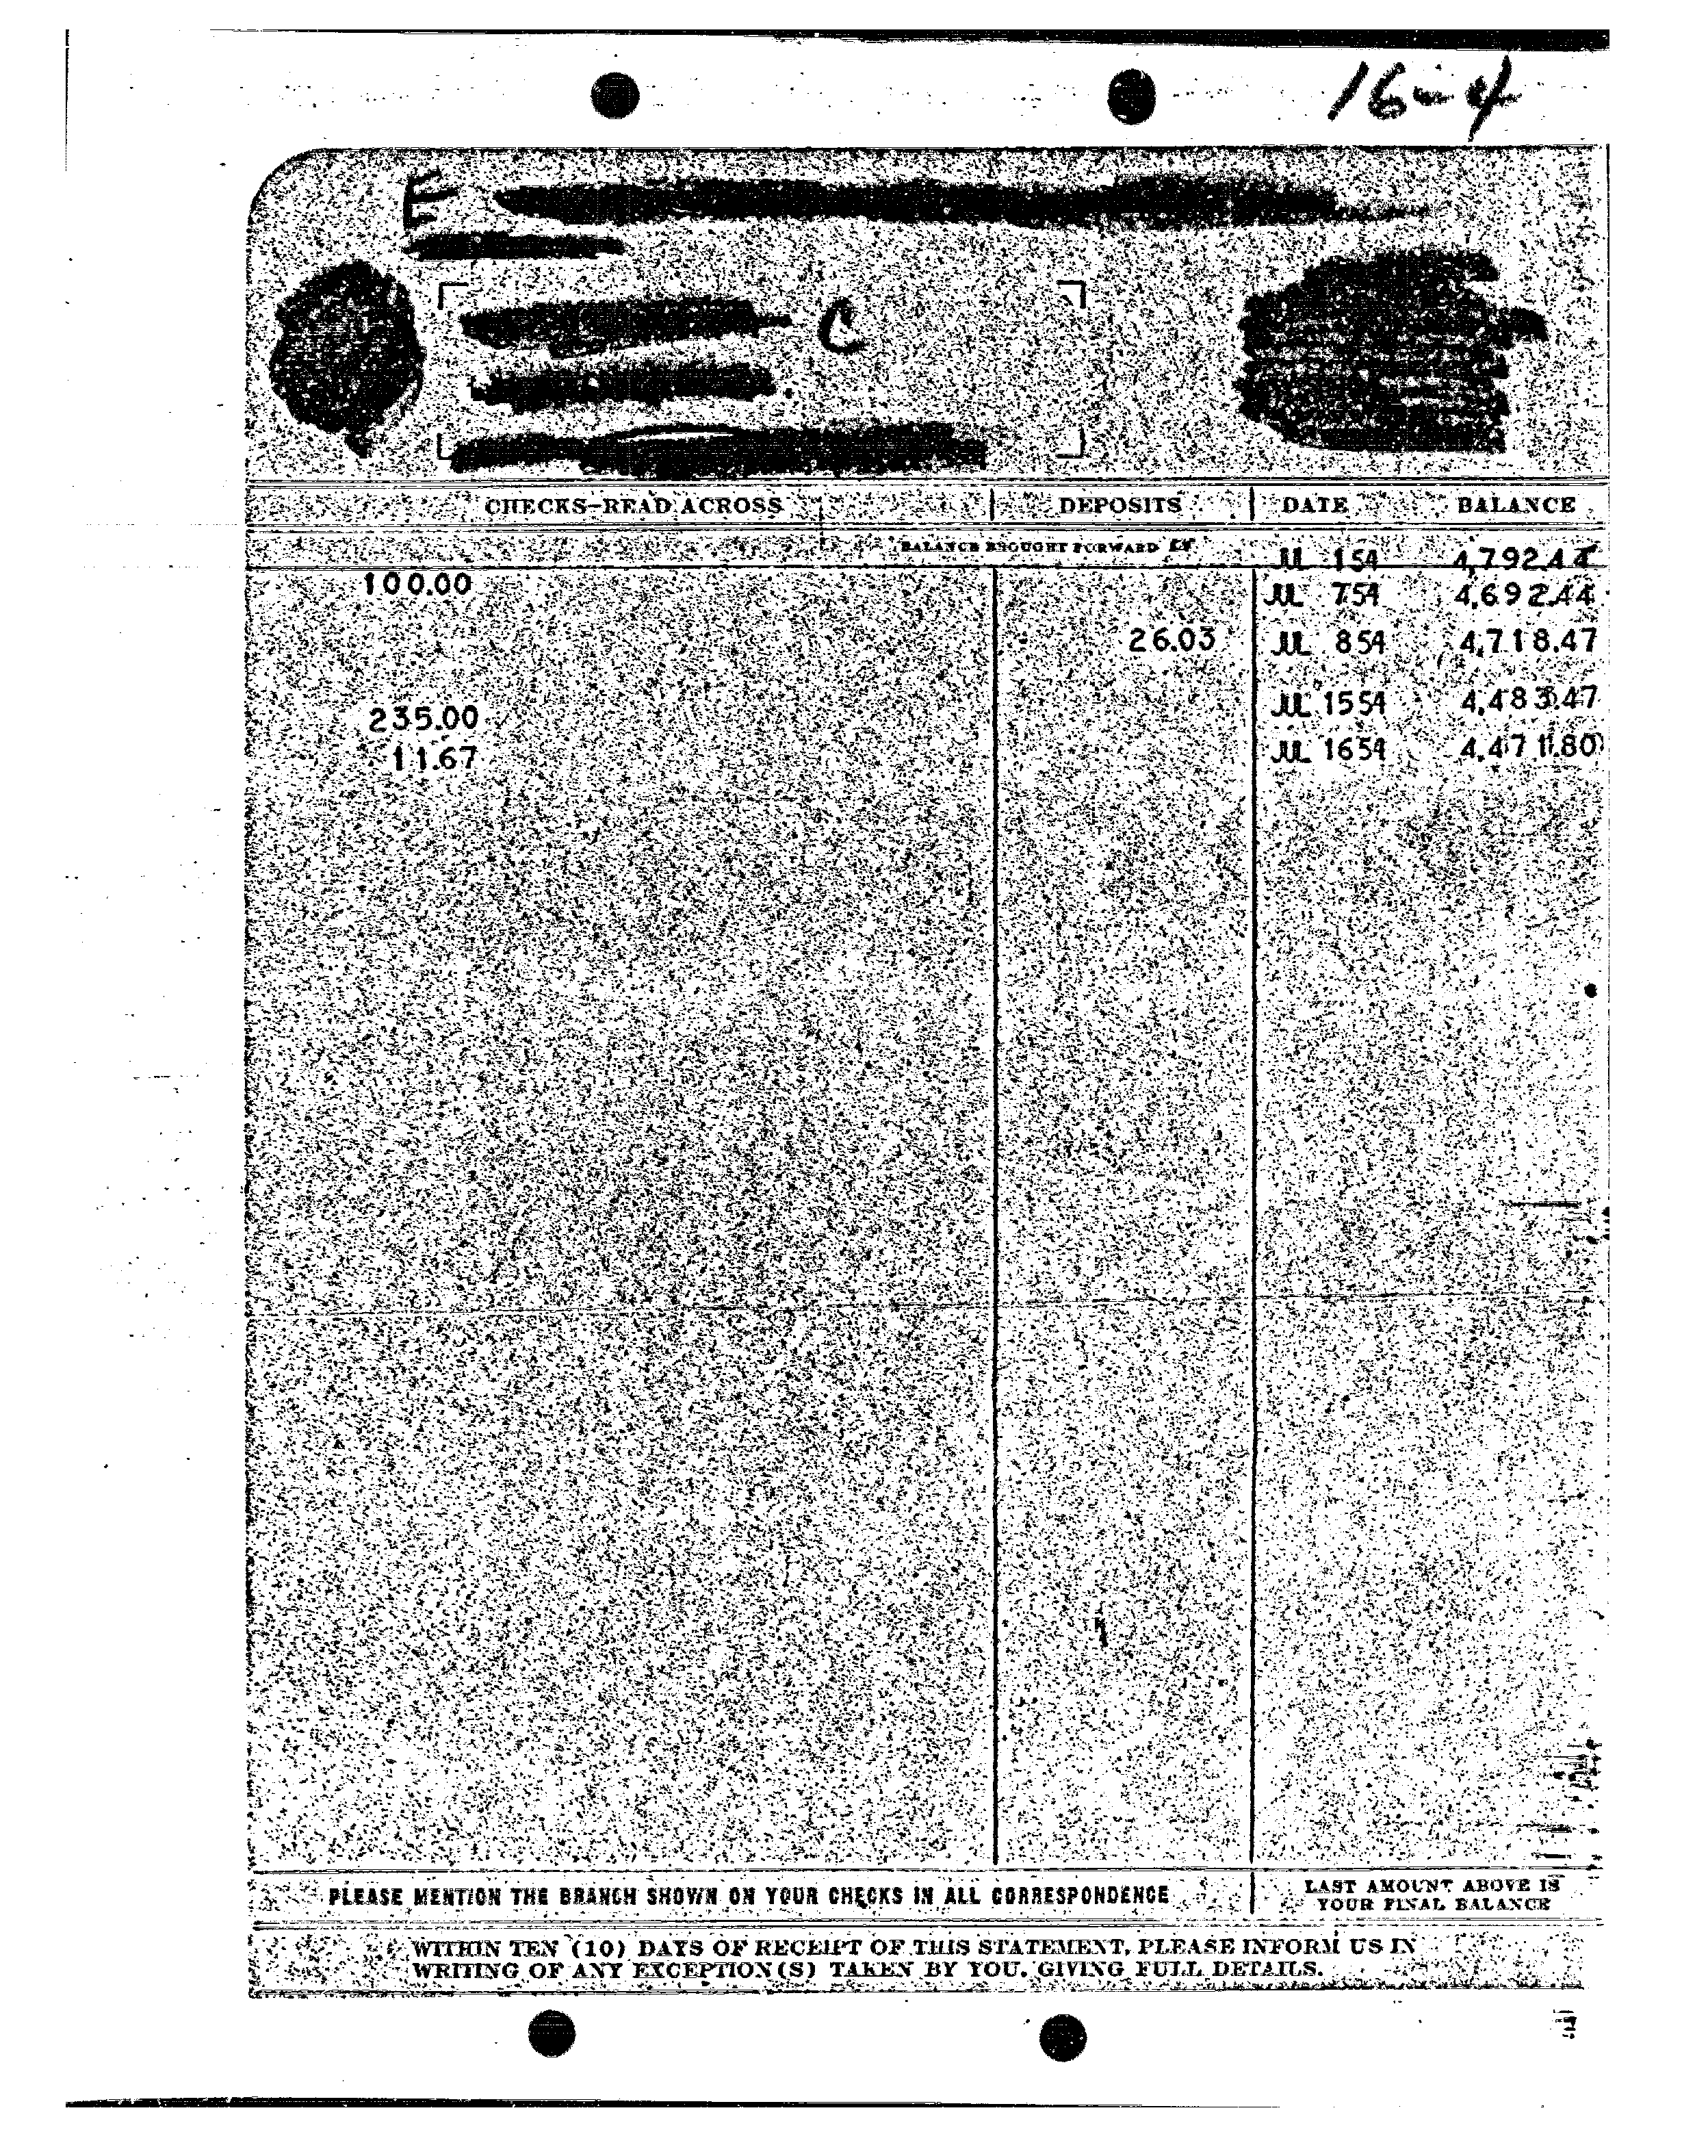 16-4
E
C
CHECKS-READ ACROSS DEPOSITS DATE BALANCE
BALANCE BROUGHT FORWARD JUL 1 54 4,792.44
100.00 JUL 7 54 4,692.44
26.03 JUL 8 54 4,718.47
235.00 JUL 15 54 4,483.47
11.67 JUL 16 54 4,471.80
PLEASE MENTION THE BRANCH SHOWN ON YOUR CHECKS IN ALL CORRESPONDENCE
LAST AMOUNT ABOVE IS
YOUR FINAL BALANCE
WITHIN TEN (10) DAYS OF RECEIPT OF THIS STATEMENT, PLEASE INFORM US IN
WRITING OF ANY EXCEPTION(S) TAKEN BY YOU, GIVING FULL DETAILS.